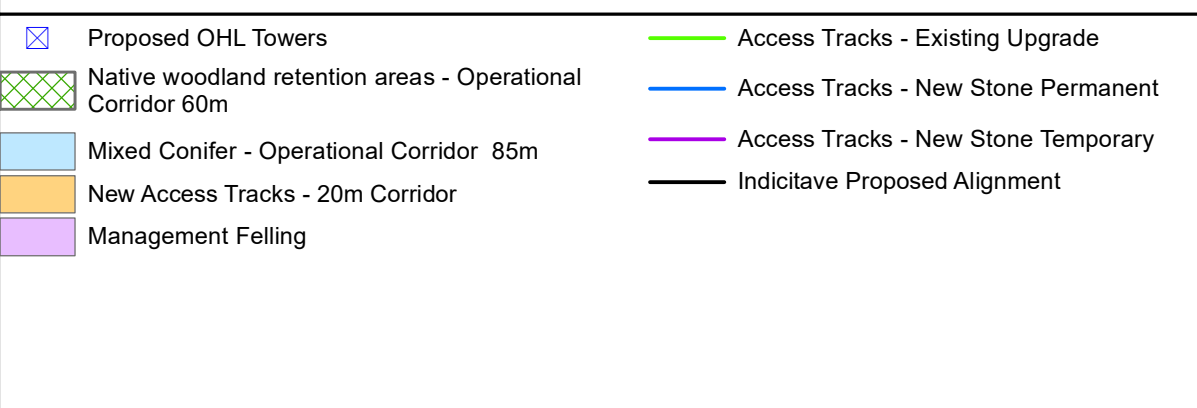 Proposed OHL Towers
Native woodland retention areas - Operational
Corridor 60m
Mixed Conifer - Operational Corridor  85m
New Access Tracks - 20m Corridor
Management Felling
Access Tracks - Existing Upgrade
Access Tracks - New Stone Permanent
Access Tracks - New Stone Temporary
Indicitave Proposed Alignment